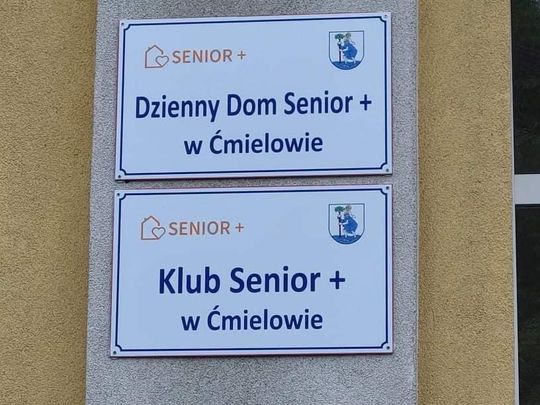 SENIOR +
Dzienny Dom Senior +
w Ćmielowie
SENIOR +
Klub Senior +
w Ćmielowie